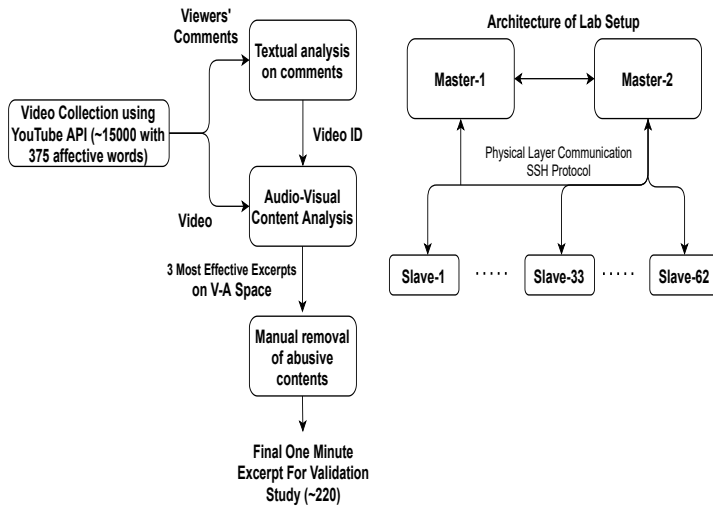 Viewers'
Comments
Textual analysis
on comments
Video Collection using
YouTube API (~15000 with
375 affective words)
Video ID
Video
Audio-Visual
Content Analysis
3 Most Effective Excerpts
on V-A Space
Manual removal
of abusive
contents
Final One Minute
Excerpt For Validation
Study (~220)
Architecture of Lab Setup
Master-1
Master-2
Physical Layer Communication
SSH Protocol
Slave-1
.....
Slave-33
.....
Slave-62